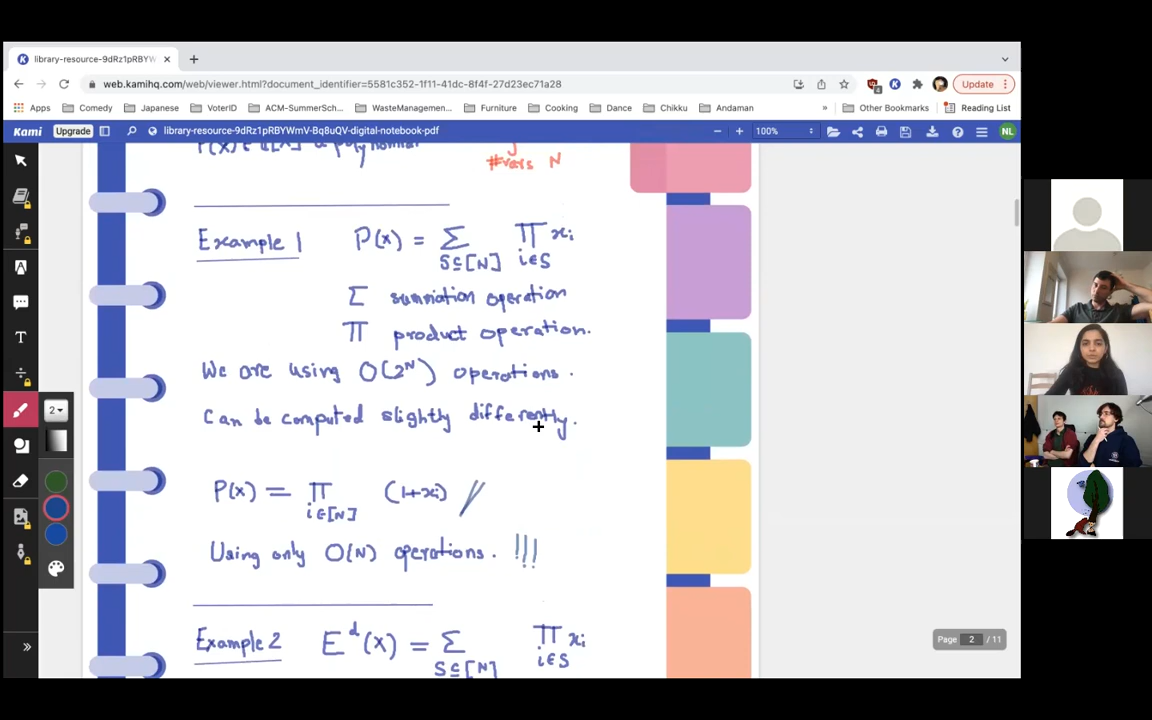 library-resource-9dRz1pRBYW
web.kamihq.com/web/viewer.html?document_identifier=5581c352-1f11-41dc-8f4f-27d23ec71a28
Update
Apps Comedy Japanese VoterID ACM-SummerSch... WasteManagemen... Furniture Cooking Dance Chikku Andaman » Other Bookmarks Reading List
Kami Upgrade library-resource-9dRz1pRBYWmV-Bq8uQV-digital-notebook-pdf 100% NL
#vars N
Example 1 P(x) = Σ Π xi
S⊆[N] i∈S
Σ summation operation
Π product operation.
We are using O(2^N) operations.
Can be computed slightly differently.
P(x) = Π (1+xi)
i∈[N]
Using only O(N) operations. !!!
Example 2 E^d(X) = Σ Π xi
S⊆[N] i∈S
2
T
Page 2 / 11